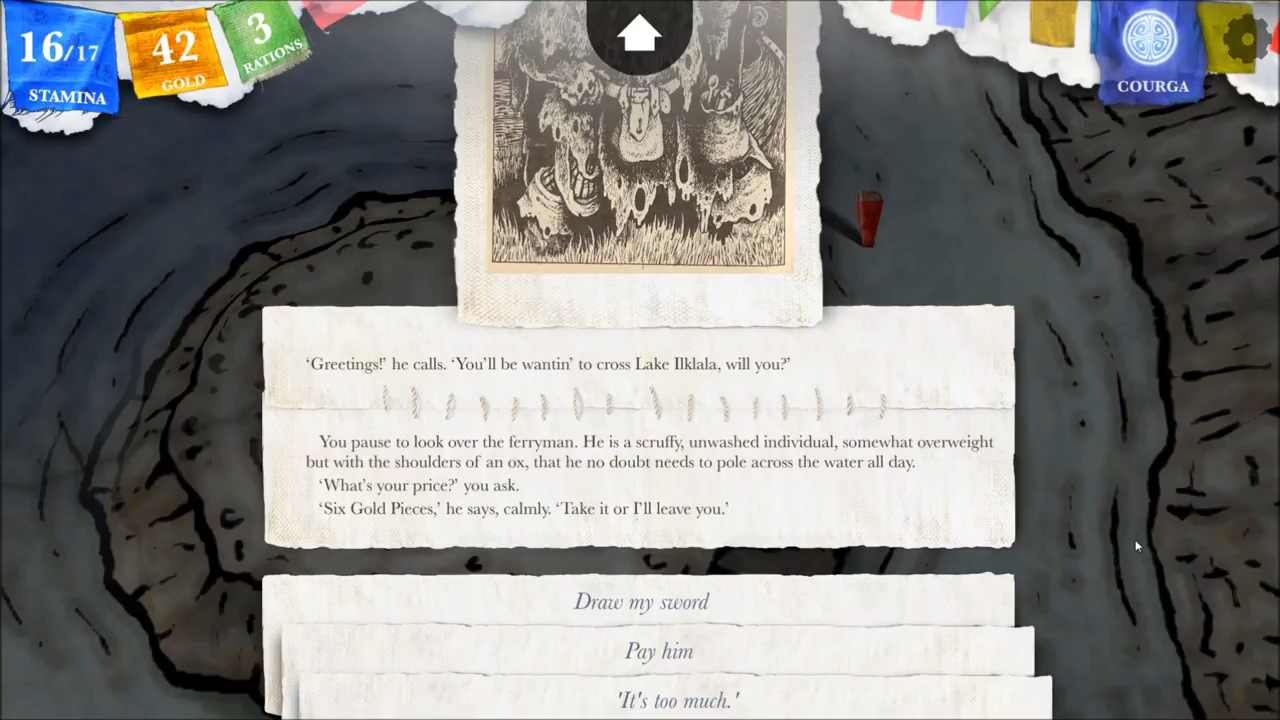 16/17
STAMINA
42
GOLD
3
RATIONS
COURGA
‘Greetings!’ he calls. ‘You’ll be wantin’ to cross Lake Ilklala, will you?’
You pause to look over the ferryman. He is a scruffy, unwashed individual, somewhat overweight
but with the shoulders of an ox, that he no doubt needs to pole across the water all day.
‘What’s your price?’ you ask.
‘Six Gold Pieces,’ he says, calmly. ‘Take it or I’ll leave you.’
Draw my sword
Pay him
'It's too much.'